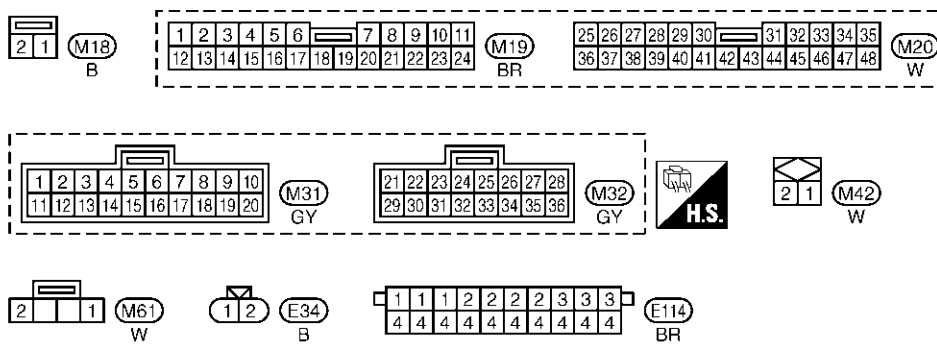 2 1 M18 B
1 2 3 4 5 6 7 8 9 10 11 M19
12 13 14 15 16 17 18 19 20 21 22 23 24 BR
25 26 27 28 29 30 31 32 33 34 35 M20
36 37 38 39 40 41 42 43 44 45 46 47 48 W
1 2 3 4 5 6 7 8 9 10 M31
11 12 13 14 15 16 17 18 19 20 GY
21 22 23 24 25 26 27 28 M32
29 30 31 32 33 34 35 36 GY
H.S.
2 1 M42 W
2 1 M61 W
1 2 E34 B
1 1 1 2 2 2 2 3 3 3 E114
4 4 4 4 4 4 4 4 4 4 BR